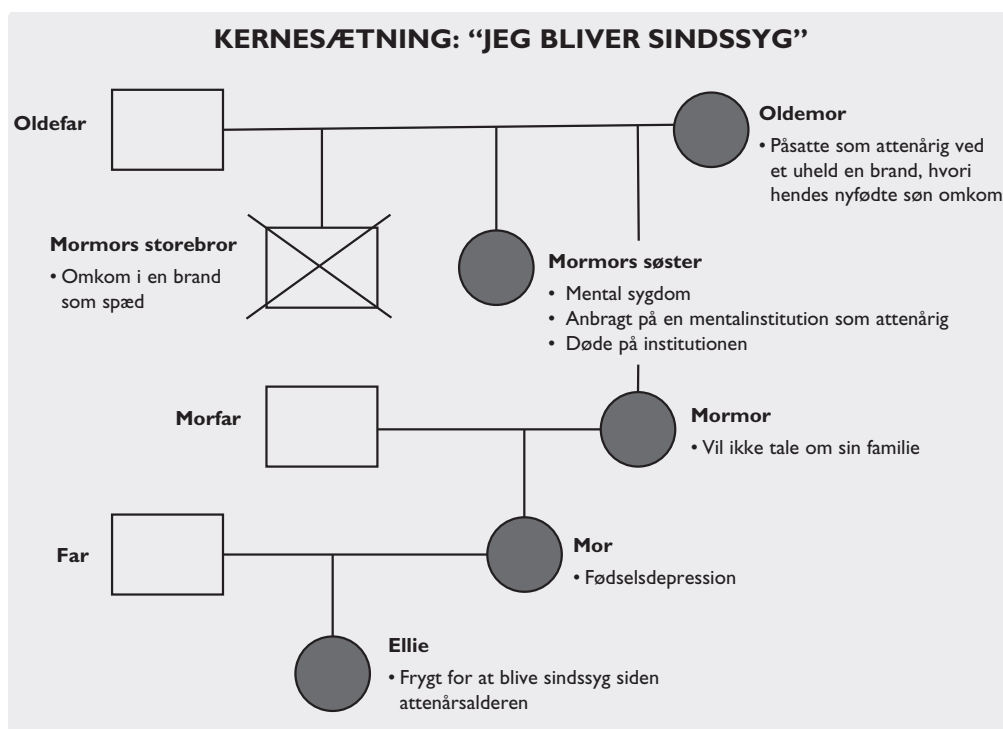 KERNESÆTNING: “JEG BLIVER SINDSSYG”
Oldefar
Oldemor
• Påsatte som attenårig ved
et uheld en brand, hvori
hendes nyfødte søn omkom
Mormors storebror
• Omkom i en brand
som spæd
Mormors søster
• Mental sygdom
• Anbragt på en mentalinstitution som attenårig
• Døde på institutionen
Morfar
Mormor
• Vil ikke tale om sin familie
Far
Mor
• Fødselsdepression
Ellie
• Frygt for at blive sindssyg siden
attenårsalderen